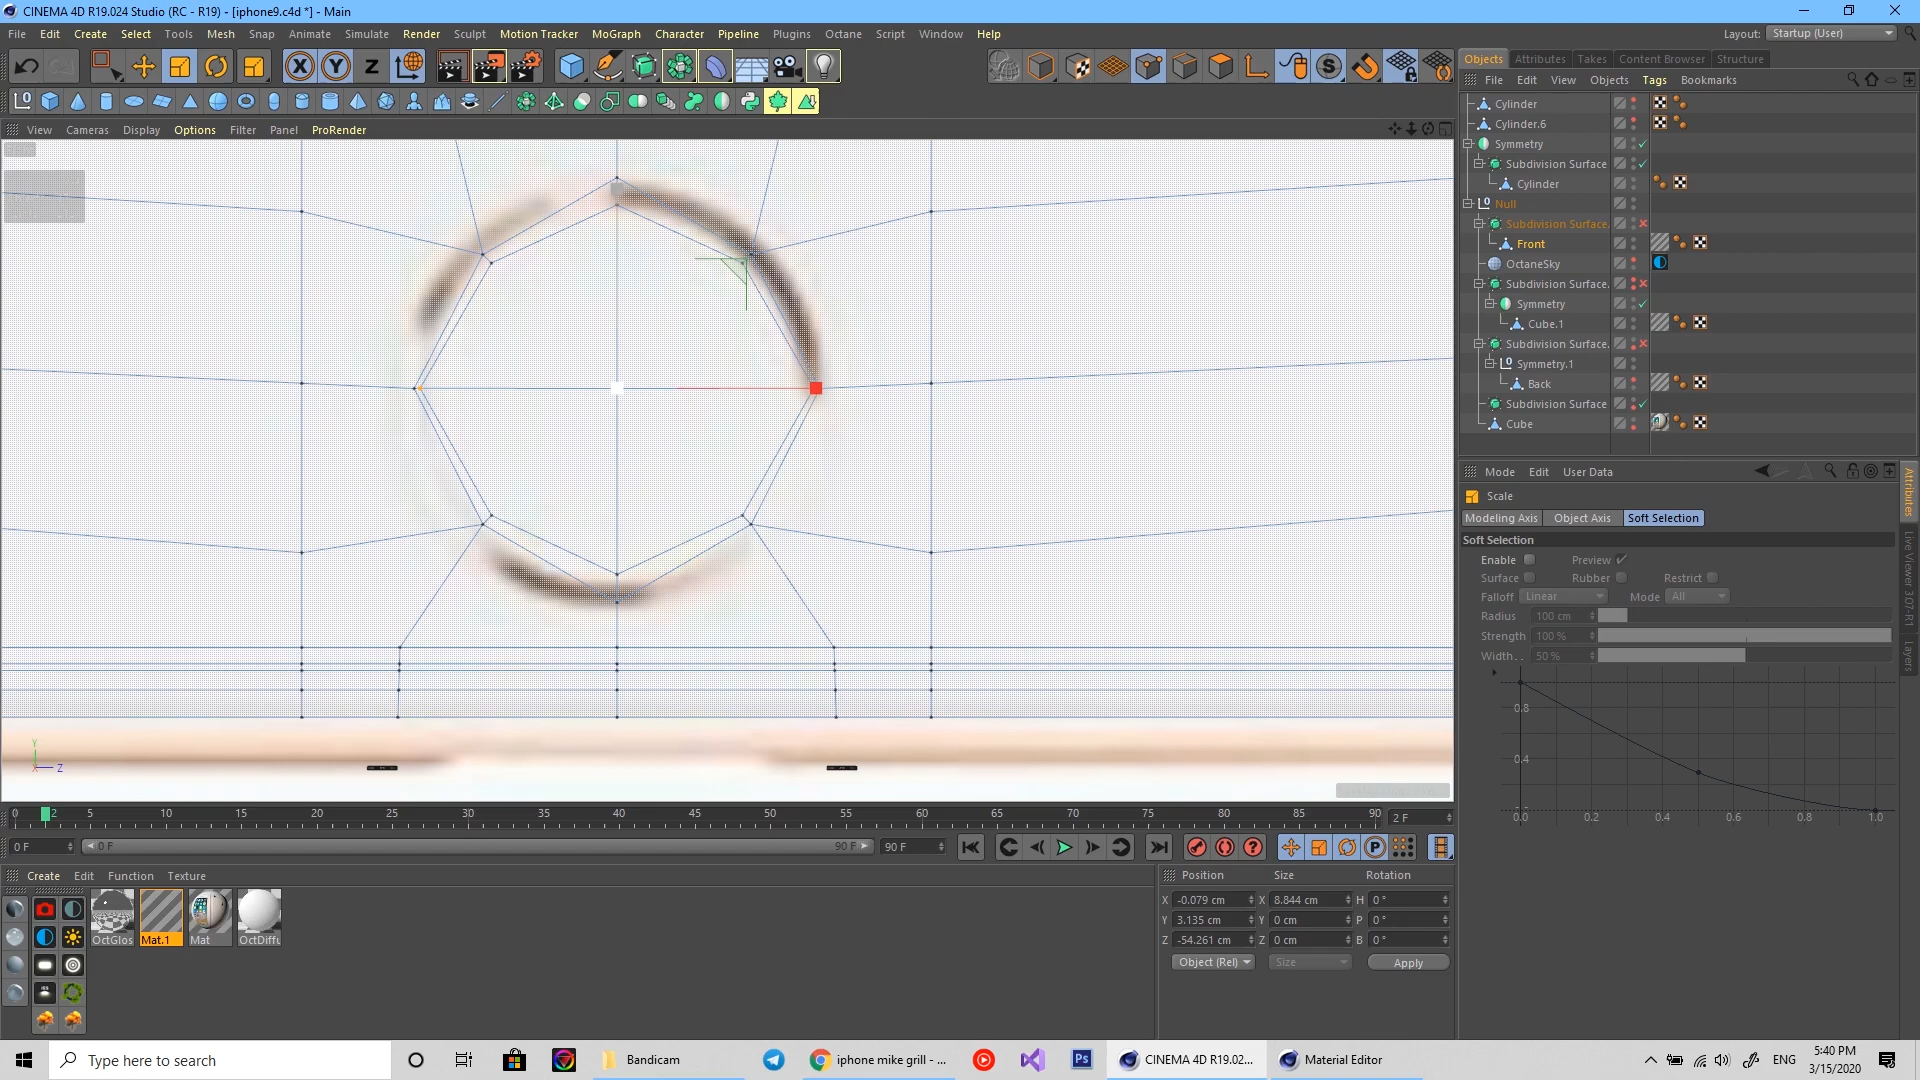 CINEMA 4D R19.024 Studio (RC - R19) - [iphone9.c4d *] - Main
File Edit Create Select Tools Mesh Snap Animate Simulate Render Sculpt Motion Tracker MoGraph Character Pipeline Plugins Octane Script Window Help
Layout: Startup (User)
Objects Attributes Takes Content Browser Structure
File Edit View Objects Tags Bookmarks
View Cameras Display Options Filter Panel ProRender
Cylinder
Cylinder.6
Symmetry
Subdivision Surface
Cylinder
Null
Subdivision Surface.
Front
OctaneSky
Subdivision Surface.
Symmetry
Cube.1
Subdivision Surface.
Symmetry.1
Back
Subdivision Surface
Cube
Mode Edit User Data
Scale
Modeling Axis Object Axis Soft Selection
Soft Selection
Enable Preview
Surface Rubber Restrict
Falloff Linear Mode All
Radius 100 cm
Strength 100 %
Width.. 50 %
0.8
0.4
0.0 0.2 0.4 0.6 0.8 1.0
Attributes
Live Viewer 3.07-R1
Layers
Y
X Z
0 2 5 10 15 20 25 30 35 40 45 50 55 60 65 70 75 80 85 90
2 F
0 F 0 F 90 F 90 F
Create Edit Function Texture
OctGlos Mat.1 Mat OctDiffu
Position Size Rotation
X -0.079 cm X 8.844 cm H 0 °
Y 3.135 cm Y 0 cm P 0 °
Z -54.261 cm Z 0 cm B 0 °
Object (Rel) Size Apply
Type here to search
Bandicam
iphone mike grill - ...
CINEMA 4D R19.02...
Material Editor
ENG
5:40 PM
3/15/2020